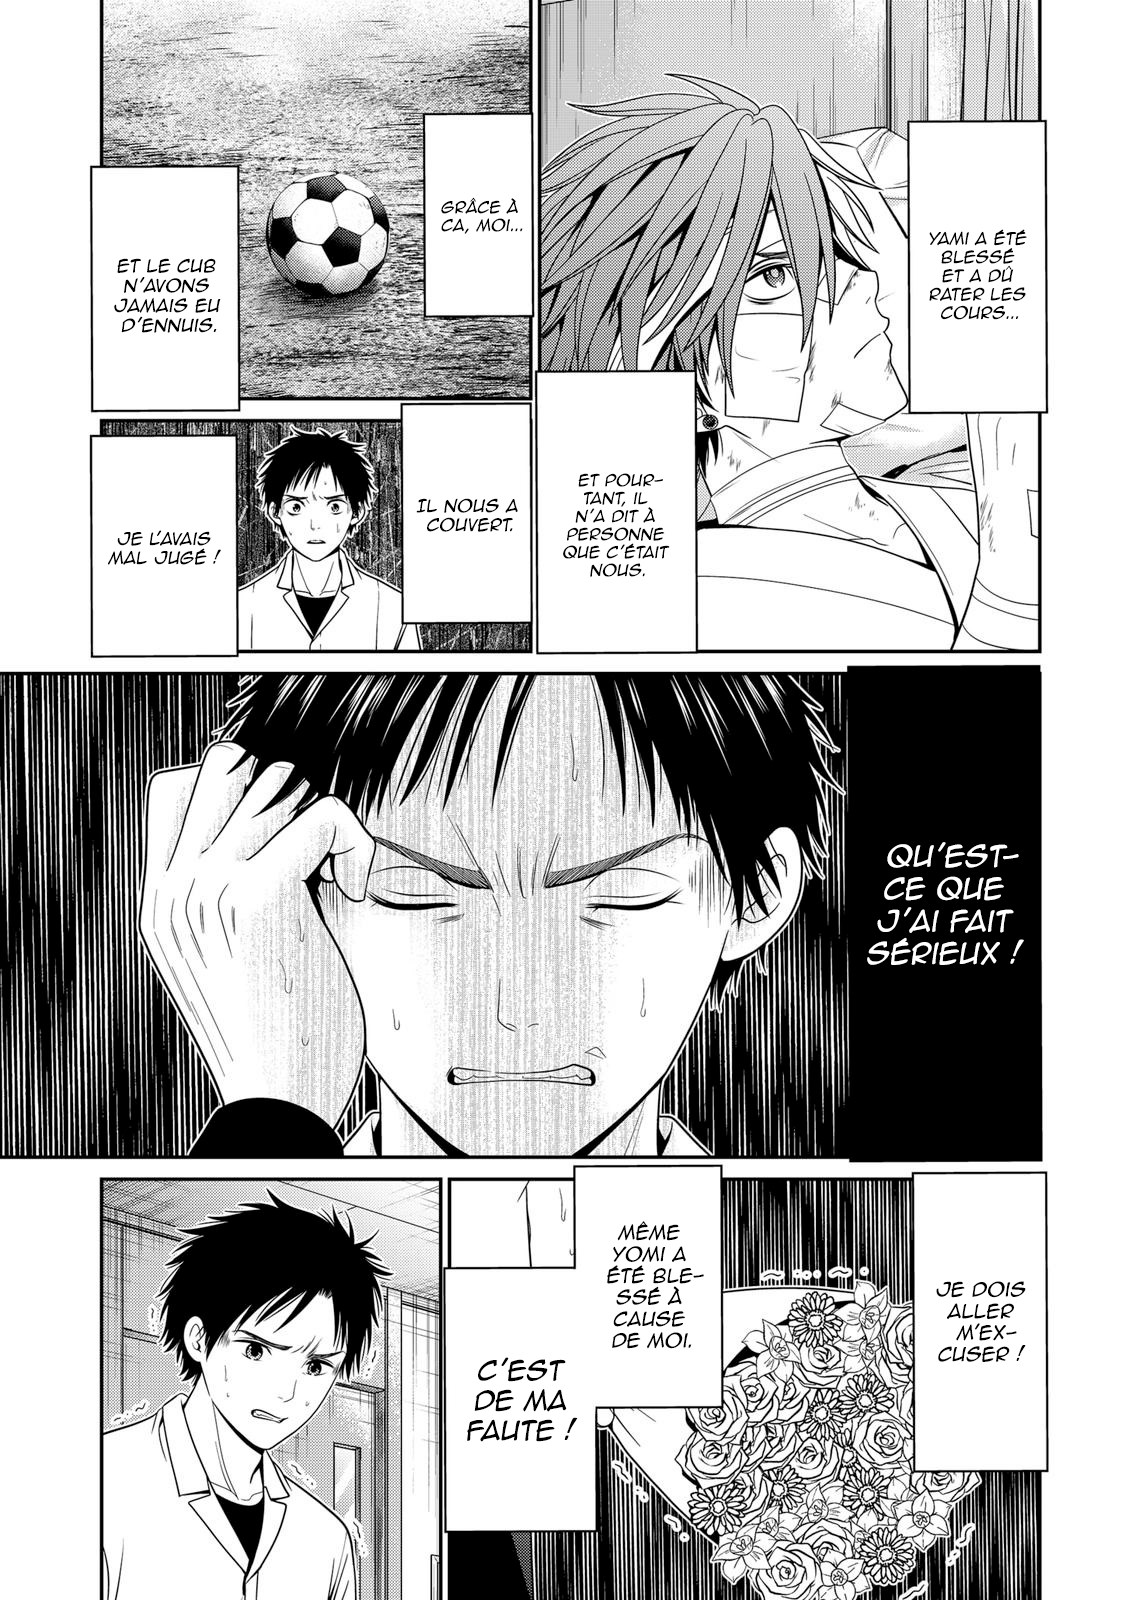 YAMI A ÉTÉ
BLESSÉ
ET A DÛ
RATER LES
COURS...
ET POUR-
TANT, IL
N'A DIT À
PERSONNE
QUE C'ÉTAIT
NOUS.
GRÂCE À
CA, MOI...
ET LE CUB
N'AVONS
JAMAIS EU
D'ENNUIS.
IL NOUS A
COUVERT.
JE L'AVAIS
MAL JUGÉ !
QU'EST-
CE QUE
J'AI FAIT
SÉRIEUX !
JE DOIS
ALLER
M'EX-
CUSER !
MÊME
YOMI A
ÉTÉ BLE-
SSÉ À
CAUSE
DE MOI.
C'EST
DE MA
FAUTE !